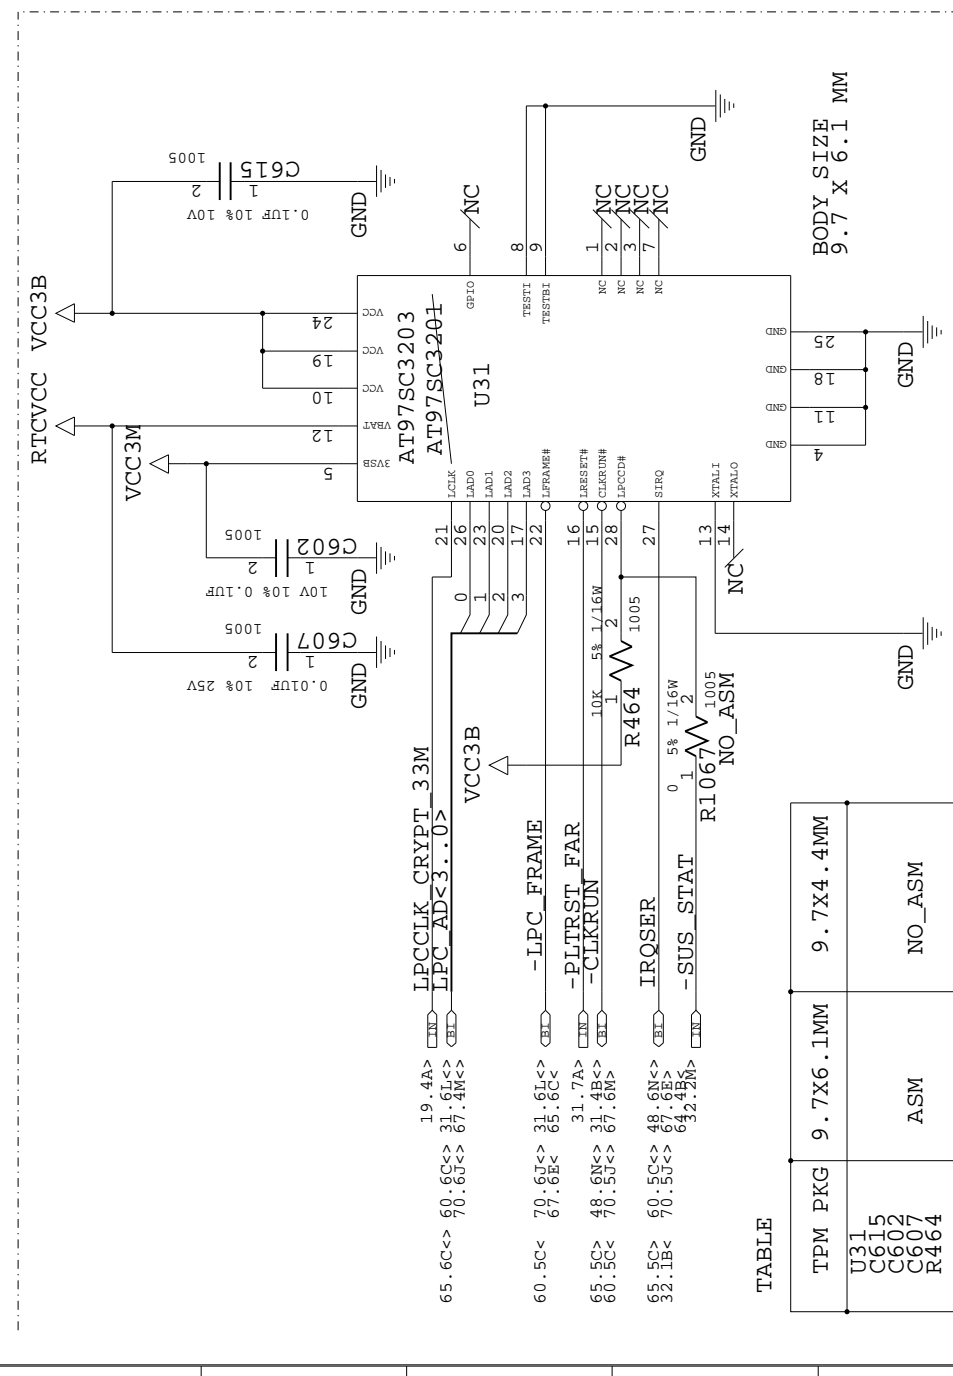 BODY SIZE
9.7 X 6.1 MM
GND
NC
6
8
9
NC
NC
NC
NC
1
2
3
7
GPIO
TESTI
TESTBI
NC
NC
NC
NC
1005
C615
2
1
0.1UF 10% 10V
GND
VCC3B
RTCVCC
VCC3M
24
19
10
12
5
VCC
VCC
VCC
VBAT
3VSB
AT97SC3203
AT97SC3201
U31
GND
GND
GND
GND
25
18
11
4
GND
1005
C602
2
1
10V 10% 0.1UF
GND
1005
C607
2
1
0.01UF 10% 25V
GND
LCLK
LAD0
LAD1
LAD2
LAD3
LFRAME#
LRESET#
CLKRUN#
LPCCD#
SIRQ
XTALI
XTALO
21
26
23
20
17
22
16
15
28
27
13
14
NC
GND
0
1
2
3
10K 5% 1/16W
1
2
1005
R464
VCC3B
0 5% 1/16W
1
2
1005
R1067
NO_ASM
LPCCLK_CRYPT_33M
LPC_AD<3..0>
-LPC_FRAME
-PLTRST_FAR
-CLKRUN
IRQSER
-SUS_STAT
IN
BI
BI
IN
BI
BI
IN
19.4A>
65.6C<> 60.6C<> 31.6L<>
70.6J<> 67.4M<>
60.5C< 70.6J<> 31.6L<>
67.6E< 65.6C<
31.7A>
65.5C> 48.6N<> 31.4B<>
60.5C< 70.5J<> 67.6M>
65.5C> 60.5C<> 48.6N<>
32.1B< 70.5J<> 67.6E>
64.4B<
32.2M>
TABLE
TPM PKG 9.7X6.1MM 9.7X4.4MM
U31
C615
C602 ASM NO_ASM
C607
R464